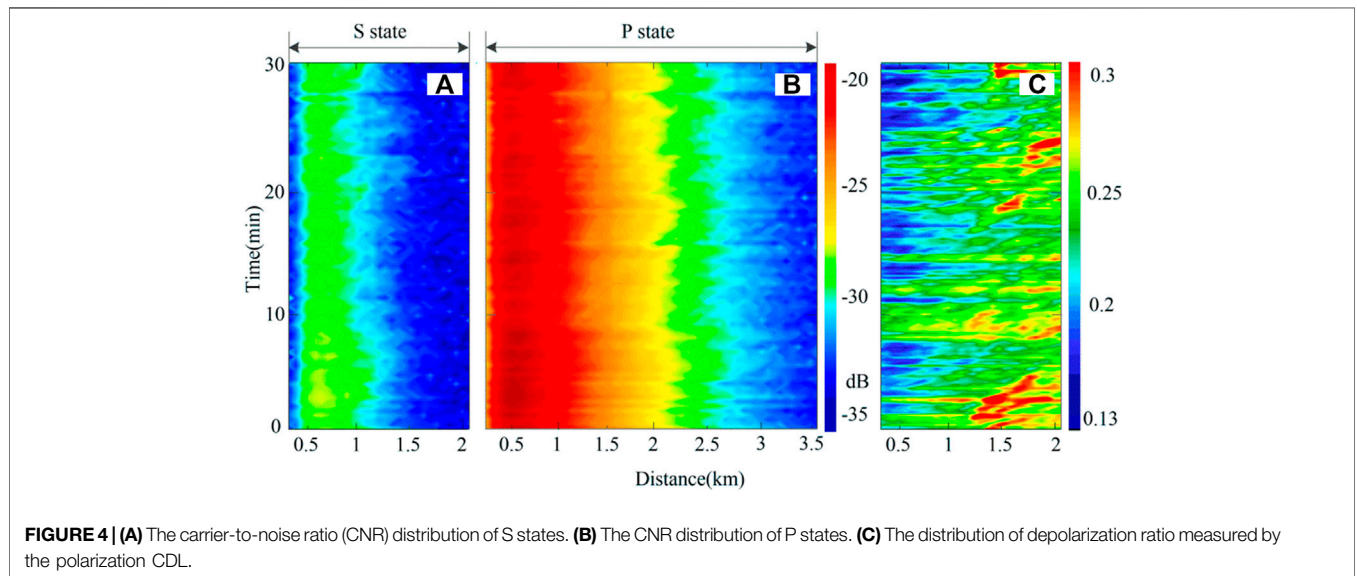 S state
P state
A
B
C
30
20
10
0
Time(min)
0.5 1 1.5 2
0.5 1 1.5 2 2.5 3 3.5
Distance(km)
-20
-25
-30
dB
-35
0.5 1 1.5 2
0.3
0.25
0.2
0.13
FIGURE 4 | (A) The carrier-to-noise ratio (CNR) distribution of S states. (B) The CNR distribution of P states. (C) The distribution of depolarization ratio measured by
the polarization CDL.